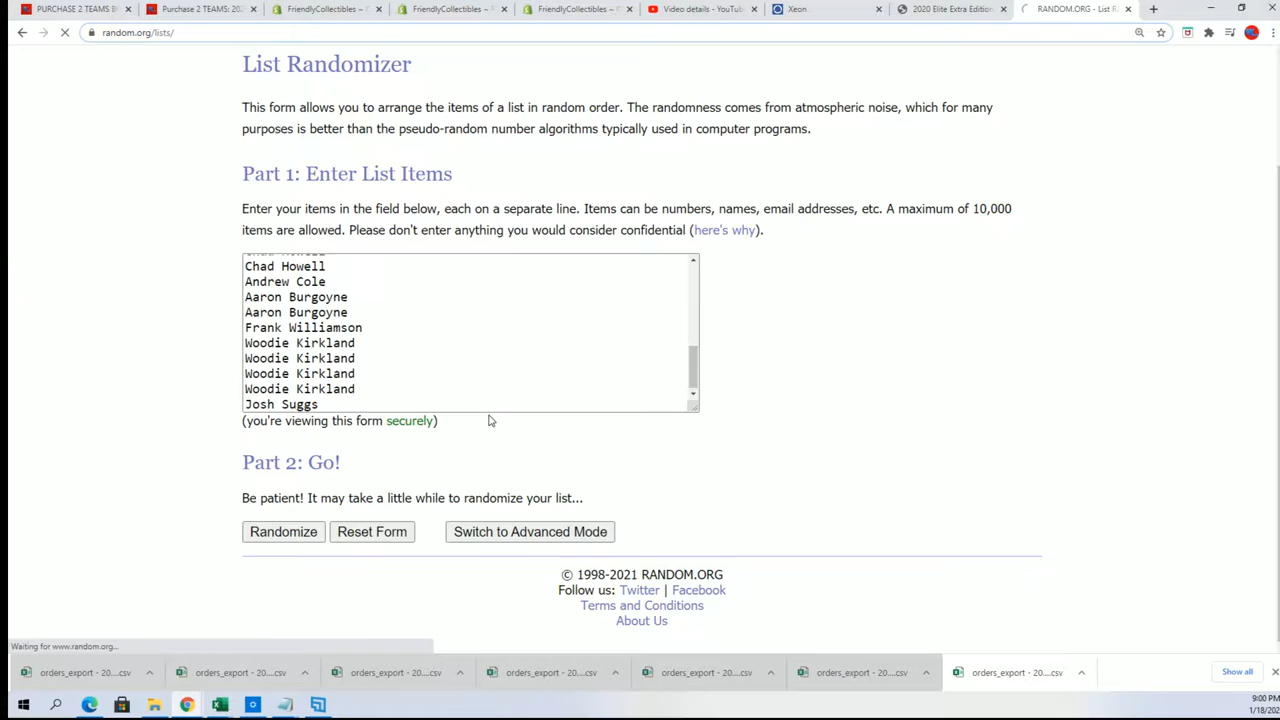 PURCHASE 2 TEAMS B
Purchase 2 TEAMS: 202
FriendlyCollectibles ~
FriendlyCollectibles ~
FriendlyCollectibles ~
Video details - YouTube
Xeon
2020 Elite Extra Edition
RANDOM.ORG - List R
random.org/lists/
List Randomizer
This form allows you to arrange the items of a list in random order. The randomness comes from atmospheric noise, which for many
purposes is better than the pseudo-random number algorithms typically used in computer programs.
Part 1: Enter List Items
Enter your items in the field below, each on a separate line. Items can be numbers, names, email addresses, etc. A maximum of 10,000
items are allowed. Please don't enter anything you would consider confidential (here's why).
Chad Howell
Andrew Cole
Aaron Burgoyne
Aaron Burgoyne
Frank Williamson
Woodie Kirkland
Woodie Kirkland
Woodie Kirkland
Woodie Kirkland
Josh Suggs
(you're viewing this form securely)
Part 2: Go!
Be patient! It may take a little while to randomize your list...
Randomize Reset Form Switch to Advanced Mode
© 1998-2021 RANDOM.ORG
Follow us: Twitter | Facebook
Terms and Conditions
About Us
Waiting for www.random.org...
orders_export - 20....csv
orders_export - 20....csv
orders_export - 20....csv
orders_export - 20....csv
orders_export - 20....csv
orders_export - 20....csv
orders_export - 20....csv
Show all
9:00 PM
1/18/202